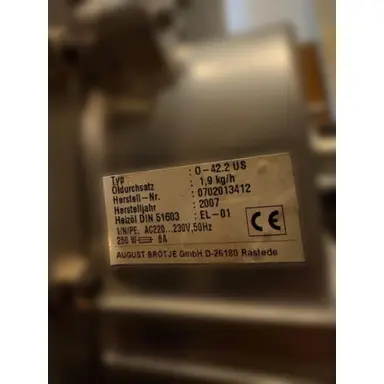 Typ : O-42.2 US
Öldurchsatz : 1,9 kg/h
Herstell-Nr. : 0702013412
Herstelljahr : 2007
Heizöl DIN 51603 : EL-01
1/N/PE, AC220...230V,50Hz
250 W 6A
CE
AUGUST BRÖTJE GmbH D-26180 Rastede